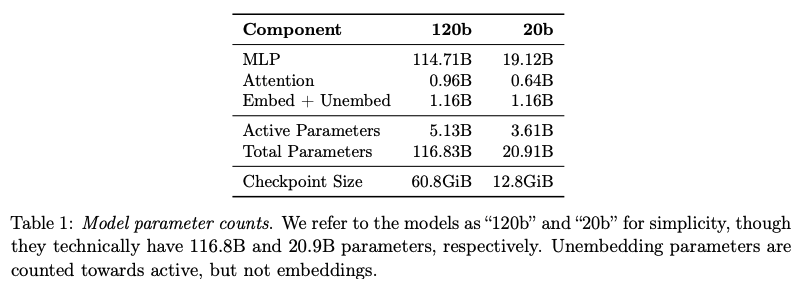 Component 120b 20b
MLP 114.71B 19.12B
Attention 0.96B 0.64B
Embed + Unembed 1.16B 1.16B
Active Parameters 5.13B 3.61B
Total Parameters 116.83B 20.91B
Checkpoint Size 60.8GiB 12.8GiB
Table 1: Model parameter counts. We refer to the models as “120b” and “20b” for simplicity, though
they technically have 116.8B and 20.9B parameters, respectively. Unembedding parameters are
counted towards active, but not embeddings.